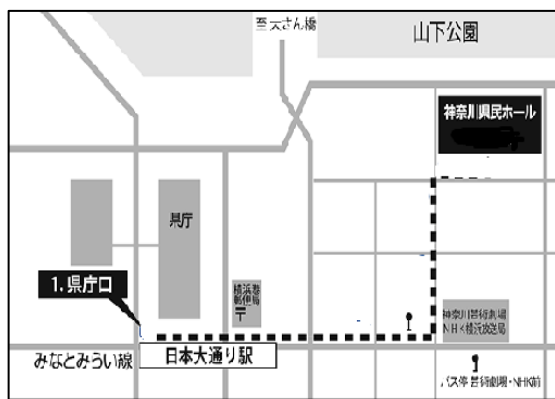 至大さん橋
山下公園
神奈川県民ホール
県庁
1.県庁口
横浜港
郵便局
〒
神奈川芸術劇場
NHK横浜放送局
みなとみらい線
日本大通り駅
バス停 芸術劇場・NHK前